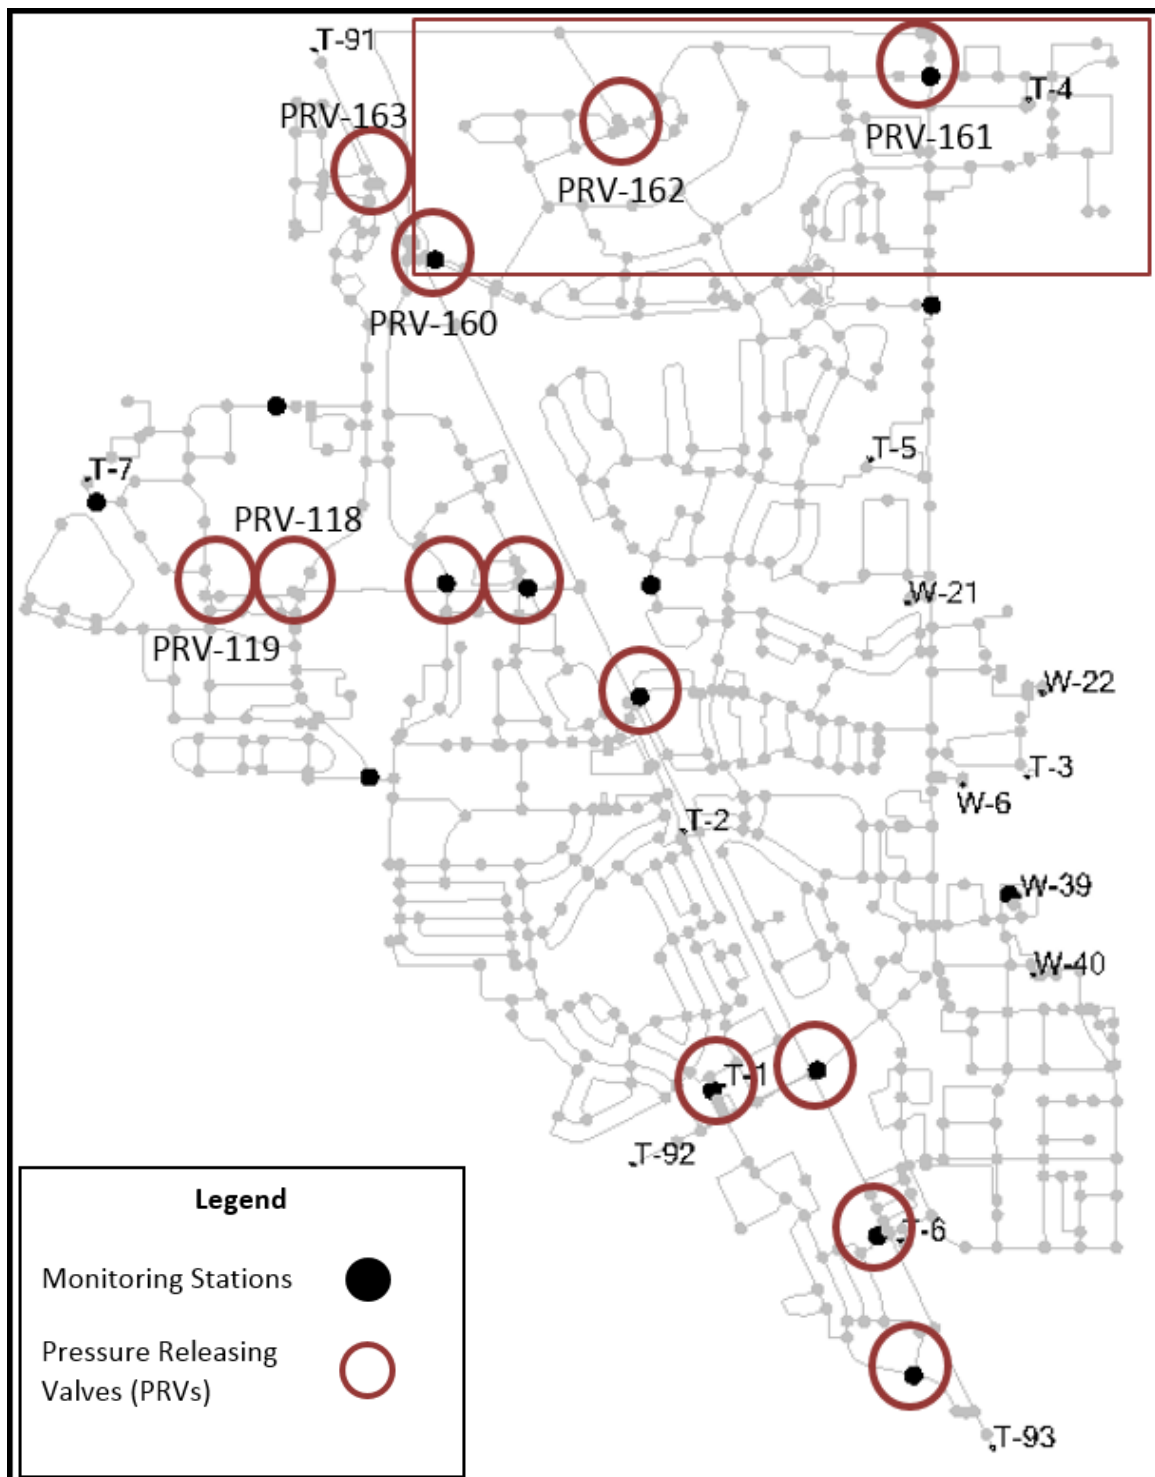 T-91
PRV-163
T-4
PRV-161
PRV-162
PRV-160
T-5
T-7
PRV-118
W-21
PRV-119
W-22
T-3
W-6
T-2
W-39
W-40
T-1
T-92
T-6
T-93
Legend
Monitoring Stations
Pressure Releasing
Valves (PRVs)